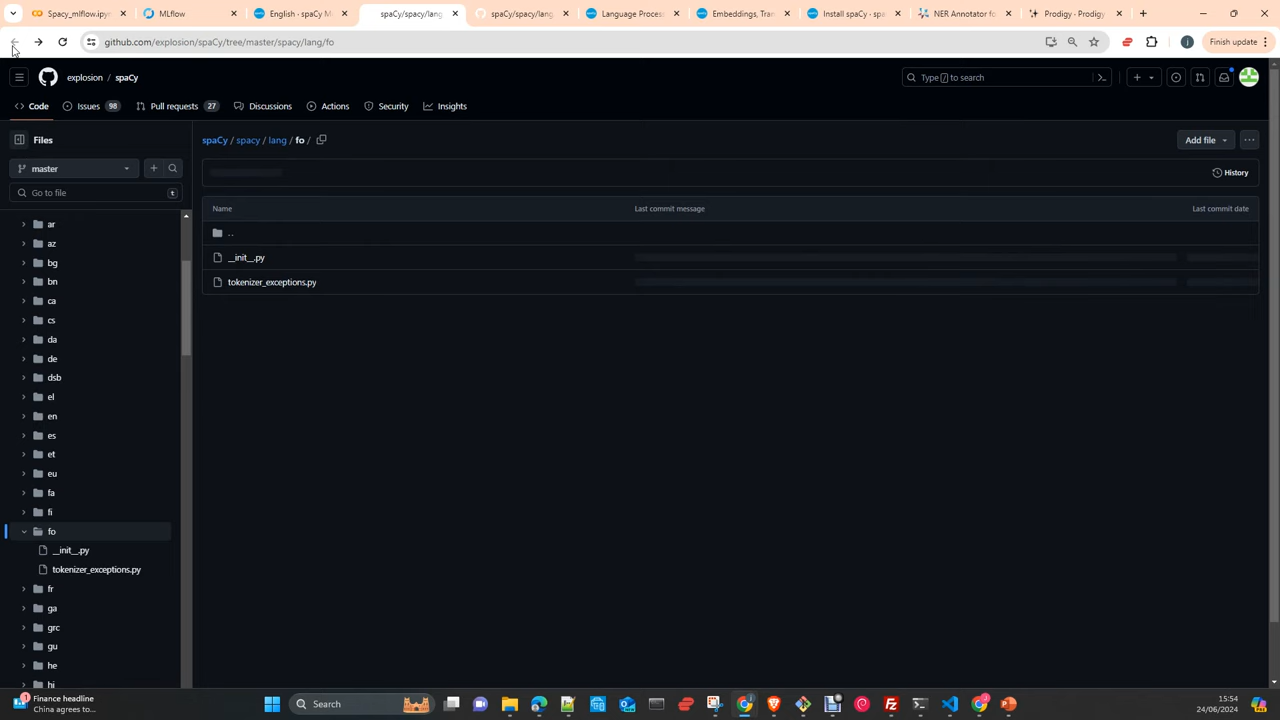 Spacy_mlflow.ipyn
MLflow
English · spaCy M
spaCy/spacy/lang
spaCy/spacy/lang
Language Process
Embeddings, Tra
Install spaCy · spa
NER Annotator fo
Prodigy · Prodigy
github.com/explosion/spaCy/tree/master/spacy/lang/fo
Finish update
explosion / spaCy
Type / to search
Code
Issues 98
Pull requests 27
Discussions
Actions
Security
Insights
Files
spaCy / spacy / lang / fo /
Add file
master
History
Go to file
t
Name
Last commit message
Last commit date
..
__init__.py
tokenizer_exceptions.py
ar
az
bg
bn
ca
cs
da
de
dsb
el
en
es
et
eu
fa
fi
fo
__init__.py
tokenizer_exceptions.py
fr
ga
grc
gu
he
hi
1
Finance headline
China agrees to...
Search
15:54
24/06/2024